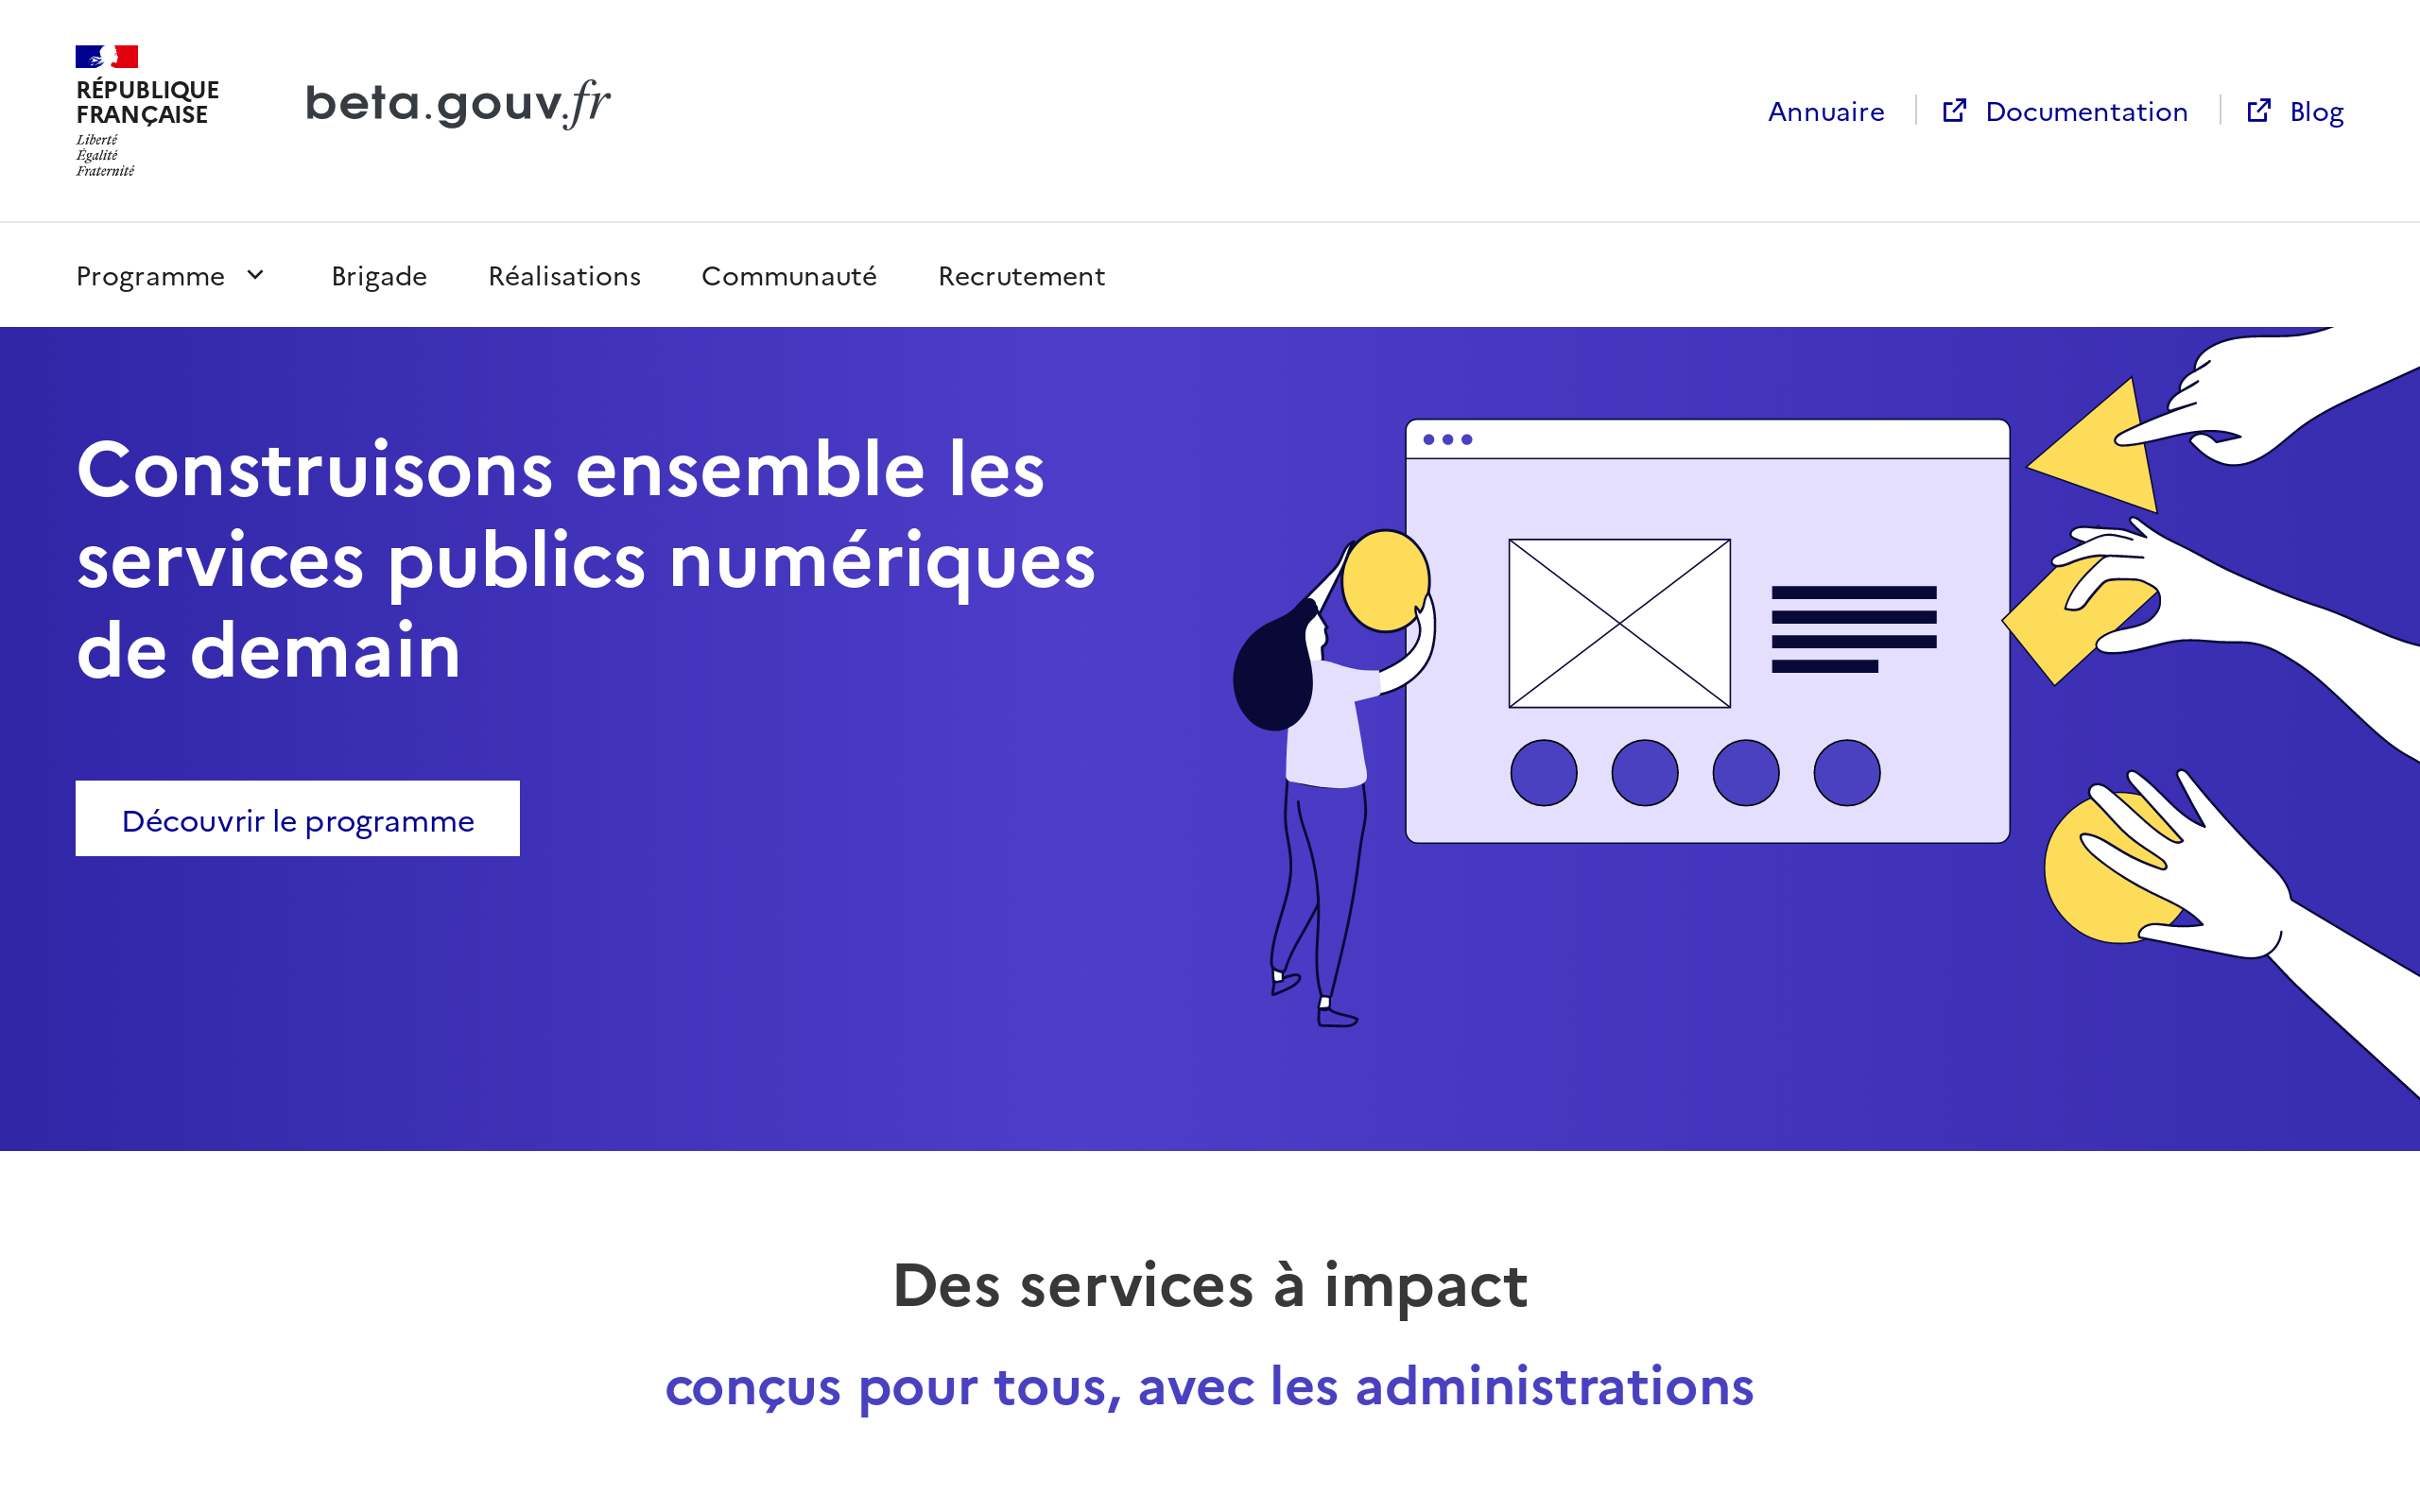 RÉPUBLIQUE
FRANÇAISE
Liberté
Égalité
Fraternité
beta.gouv.fr
Annuaire
Documentation
Blog
Programme
Brigade
Réalisations
Communauté
Recrutement
Construisons ensemble les
services publics numériques
de demain
Découvrir le programme
Des services à impact
conçus pour tous, avec les administrations